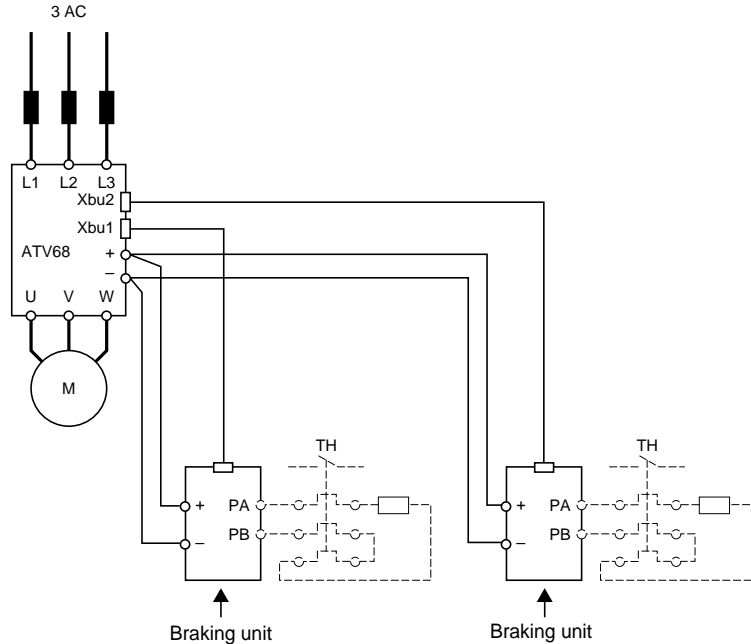 3 AC
L1 L2 L3
Xbu2
Xbu1
ATV68 +
–
U V W
M
TH TH
+ PA + PA
– PB – PB
Braking unit Braking unit